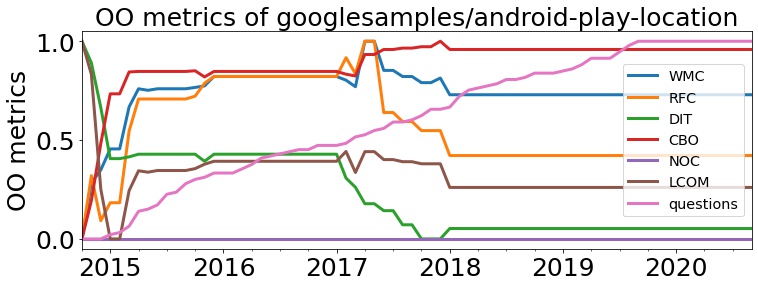 OO metrics of googlesamples/android-play-location
OO metrics
1.0
0.5
0.0
WMC
RFC
DIT
CBO
NOC
LCOM
questions
2015 2016 2017 2018 2019 2020